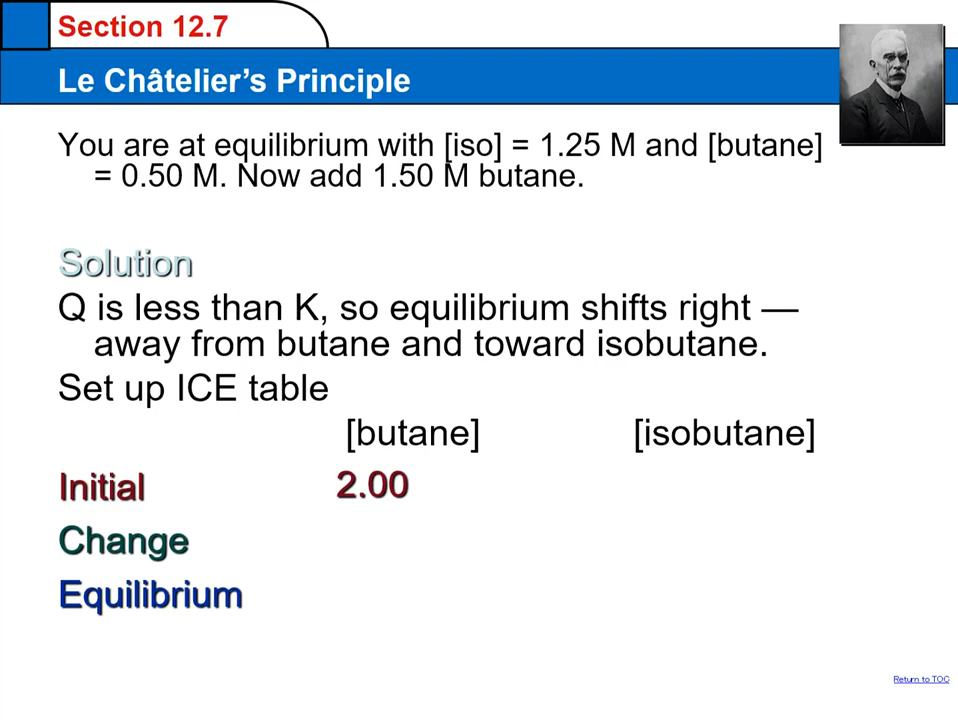 Section 12.7
Le Châtelier’s Principle
You are at equilibrium with [iso] = 1.25 M and [butane]
= 0.50 M. Now add 1.50 M butane.
Solution
Q is less than K, so equilibrium shifts right —
away from butane and toward isobutane.
Set up ICE table
[butane] [isobutane]
Initial 2.00
Change
Equilibrium
Return to TOC